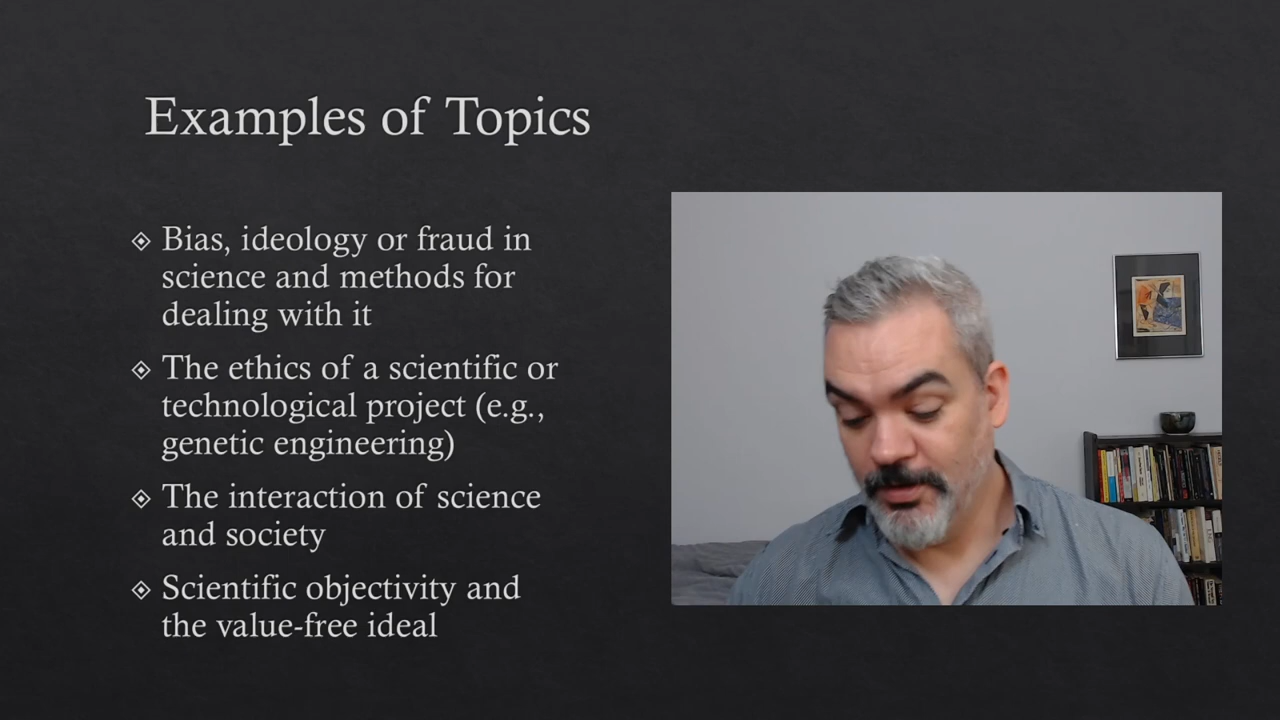 Examples of Topics
Bias, ideology or fraud in
science and methods for
dealing with it
The ethics of a scientific or
technological project (e.g.,
genetic engineering)
The interaction of science
and society
Scientific objectivity and
the value-free ideal